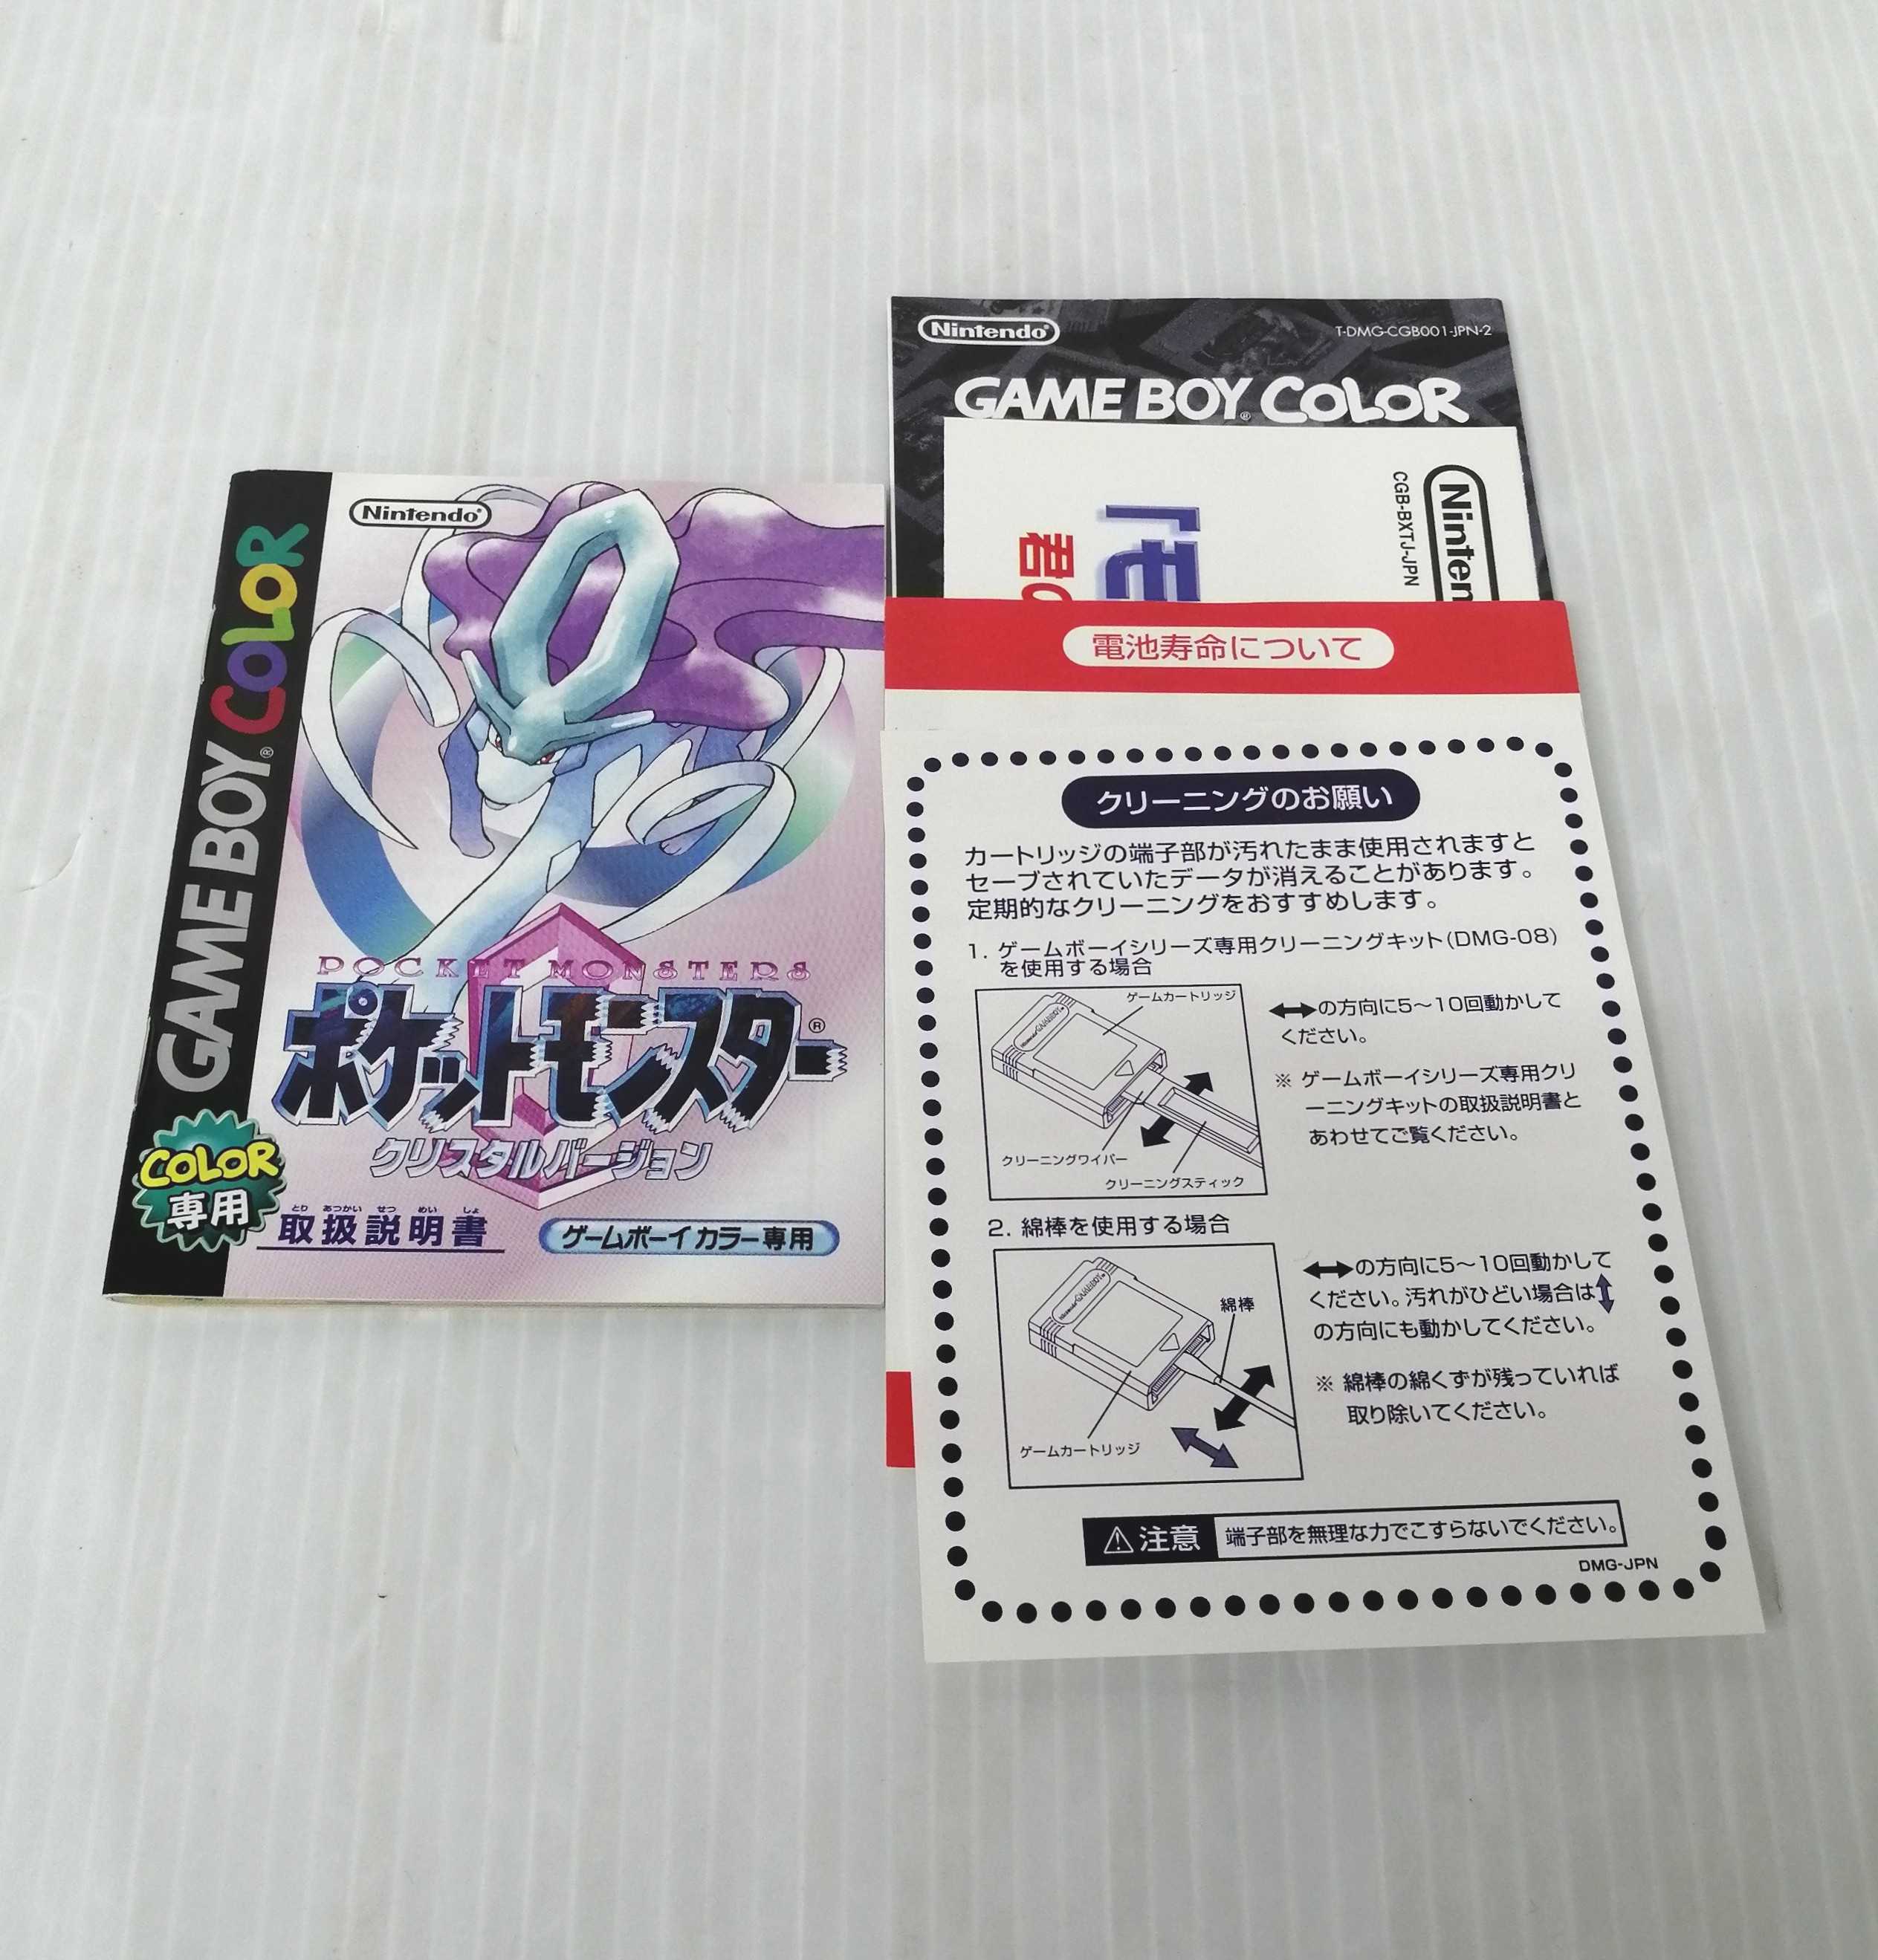 Nintendo®
GAME BOY® COLOR
COLOR
専用
POCKET MONSTERS
ポケットモンスター®
クリスタルバージョン
とり あつかい せつ めい しょ
取扱説明書
ゲームボーイカラー専用
Nintendo®
T-DMG-CGB001-JPN-2
GAME BOY® COLOR
CGB-BXTJ-JPN
電池寿命について
クリーニングのお願い
カートリッジの端子部が汚れたまま使用されますと
セーブされていたデータが消えることがあります。
定期的なクリーニングをおすすめします。
1. ゲームボーイシリーズ専用クリーニングキット(DMG-08)
を使用する場合
ゲームカートリッジ
クリーニングワイパー
クリーニングスティック
↔の方向に5〜10回動かして
ください。
※ ゲームボーイシリーズ専用クリ
ーニングキットの取扱説明書と
あわせてご覧ください。
2. 綿棒を使用する場合
綿棒
ゲームカートリッジ
↔の方向に5〜10回動かして
ください。汚れがひどい場合は↕
の方向にも動かしてください。
※ 綿棒の綿くずが残っていれば
取り除いてください。
⚠注意 端子部を無理な力でこすらないでください。
DMG-JPN